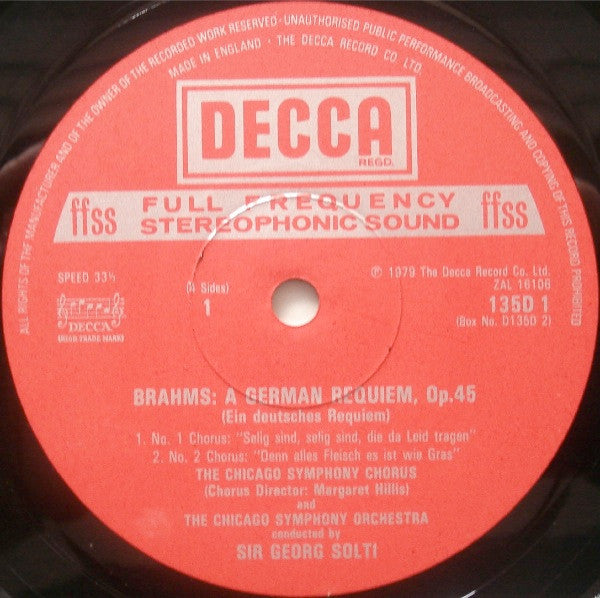 ALL RIGHTS OF THE MANUFACTURER AND OF THE OWNER OF THE RECORDED WORK RESERVED · UNAUTHORISED PUBLIC PERFORMANCE BROADCASTING AND COPYING OF THIS RECORD PROHIBITED
MADE IN ENGLAND · THE DECCA RECORD CO. LTD.
DECCA
REGD.
ffss FULL FREQUENCY ffss
STEREOPHONIC SOUND
SPEED 33⅓
(4 Sides)
1
DECCA
REGD TRADE MARK
℗ 1979 The Decca Record Co. Ltd.
ZAL 16106
135D 1
(Box No. D135D 2)
BRAHMS: A GERMAN REQUIEM, Op.45
(Ein deutsches Requiem)
1. No. 1 Chorus: "Selig sind, selig sind, die da Leid tragen"
2. No. 2 Chorus: "Denn alles Fleisch es ist wie Gras"
THE CHICAGO SYMPHONY CHORUS
(Chorus Director: Margaret Hillis)
and
THE CHICAGO SYMPHONY ORCHESTRA
conducted by
SIR GEORG SOLTI